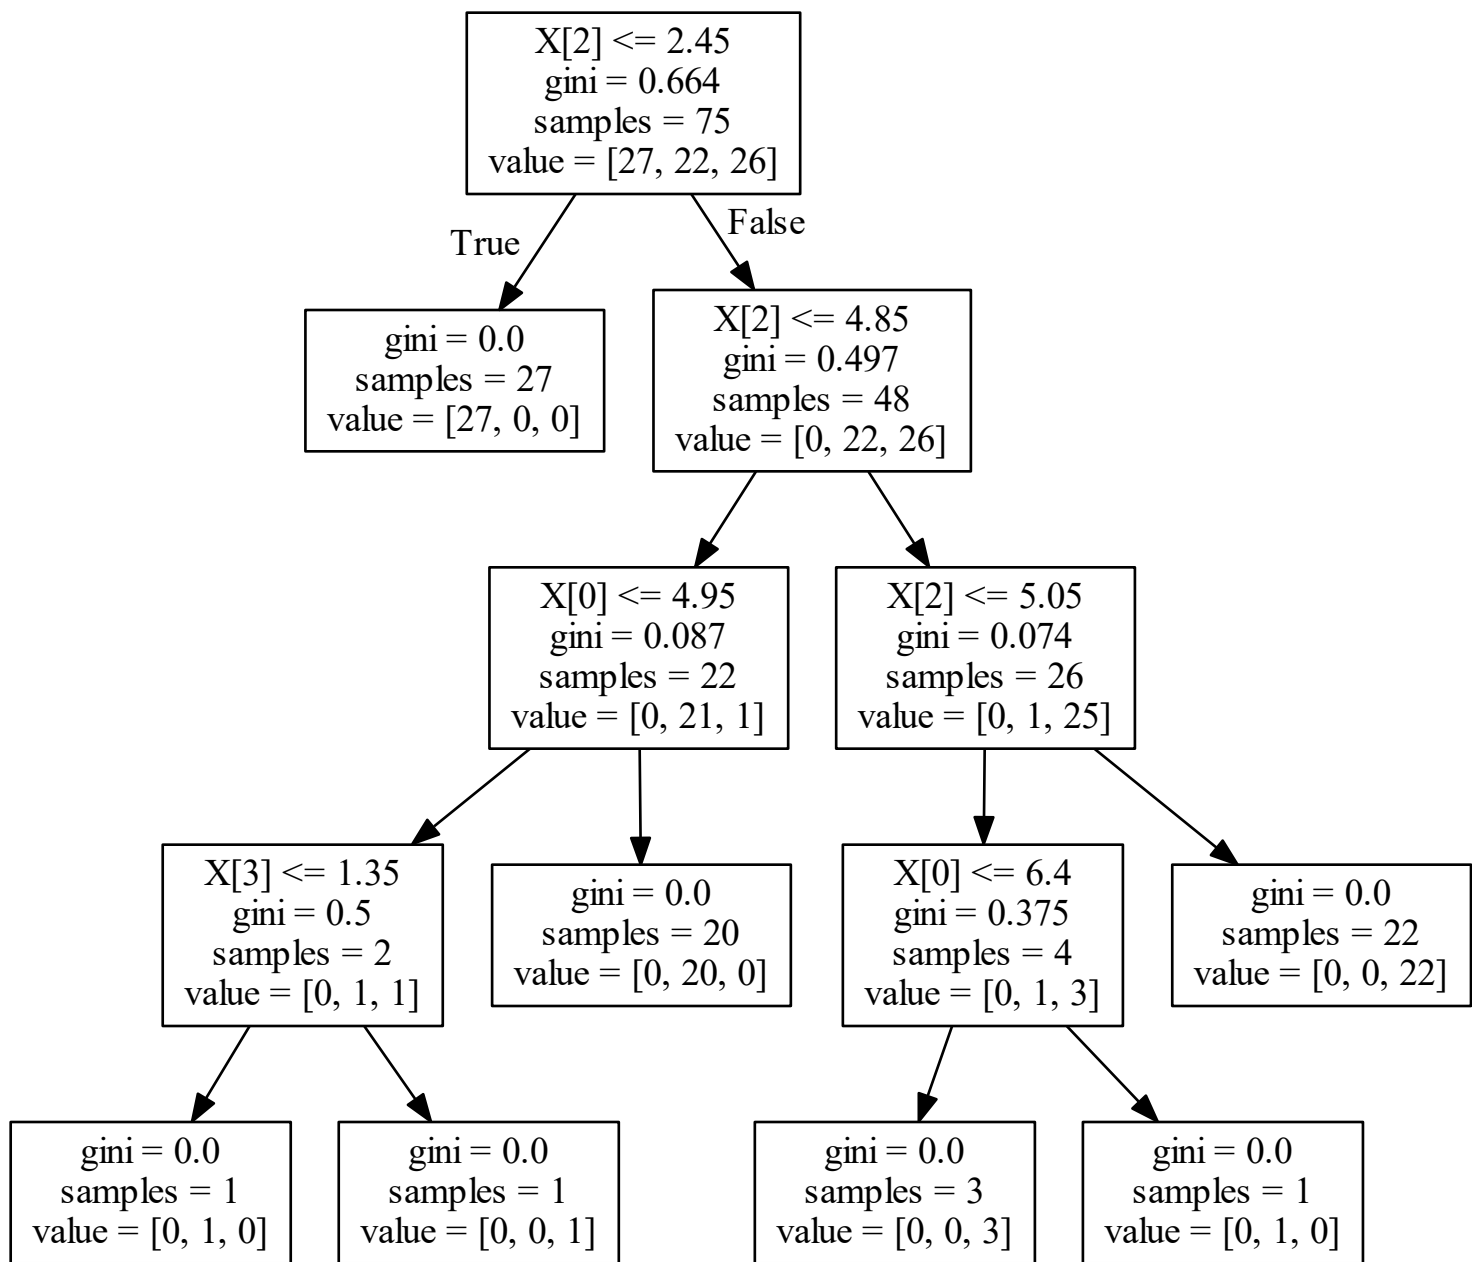 X[2] <= 2.45
gini = 0.664
samples = 75
value = [27, 22, 26]
True
False
gini = 0.0
samples = 27
value = [27, 0, 0]
X[2] <= 4.85
gini = 0.497
samples = 48
value = [0, 22, 26]
X[0] <= 4.95
gini = 0.087
samples = 22
value = [0, 21, 1]
X[2] <= 5.05
gini = 0.074
samples = 26
value = [0, 1, 25]
X[3] <= 1.35
gini = 0.5
samples = 2
value = [0, 1, 1]
gini = 0.0
samples = 20
value = [0, 20, 0]
X[0] <= 6.4
gini = 0.375
samples = 4
value = [0, 1, 3]
gini = 0.0
samples = 22
value = [0, 0, 22]
gini = 0.0
samples = 1
value = [0, 1, 0]
gini = 0.0
samples = 1
value = [0, 0, 1]
gini = 0.0
samples = 3
value = [0, 0, 3]
gini = 0.0
samples = 1
value = [0, 1, 0]